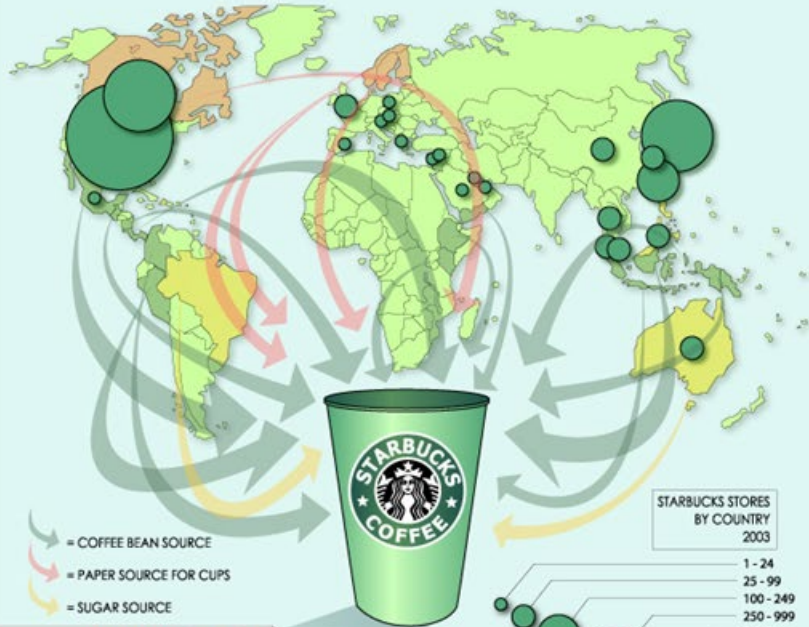 STARBUCKS
COFFEE
= COFFEE BEAN SOURCE
= PAPER SOURCE FOR CUPS
= SUGAR SOURCE
STARBUCKS STORES
BY COUNTRY
2003
1 - 24
25 - 99
100 - 249
250 - 999